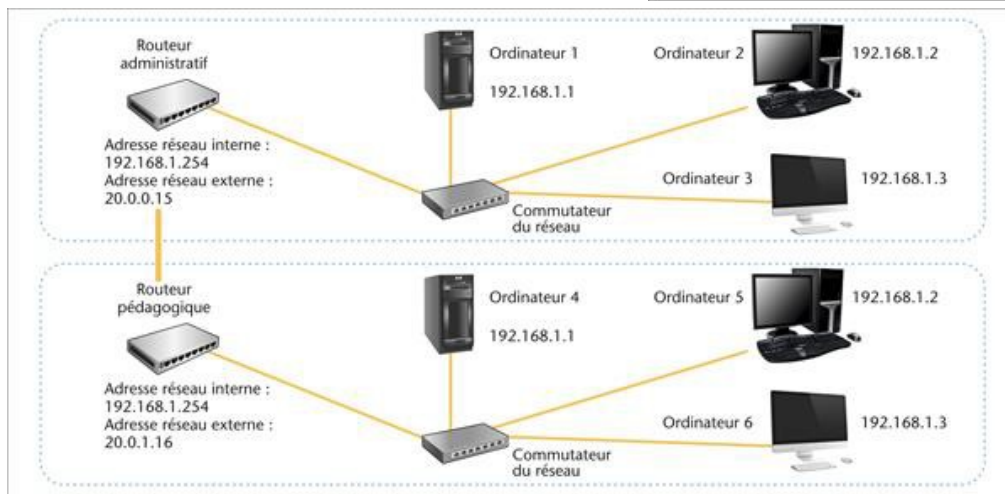 Routeur
administratif
Adresse réseau interne :
192.168.1.254
Adresse réseau externe :
20.0.0.15
Ordinateur 1
192.168.1.1
Ordinateur 2
192.168.1.2
Ordinateur 3
192.168.1.3
Commutateur
du réseau
Routeur
pédagogique
Adresse réseau interne :
192.168.1.254
Adresse réseau externe :
20.0.1.16
Ordinateur 4
192.168.1.1
Ordinateur 5
192.168.1.2
Ordinateur 6
192.168.1.3
Commutateur
du réseau